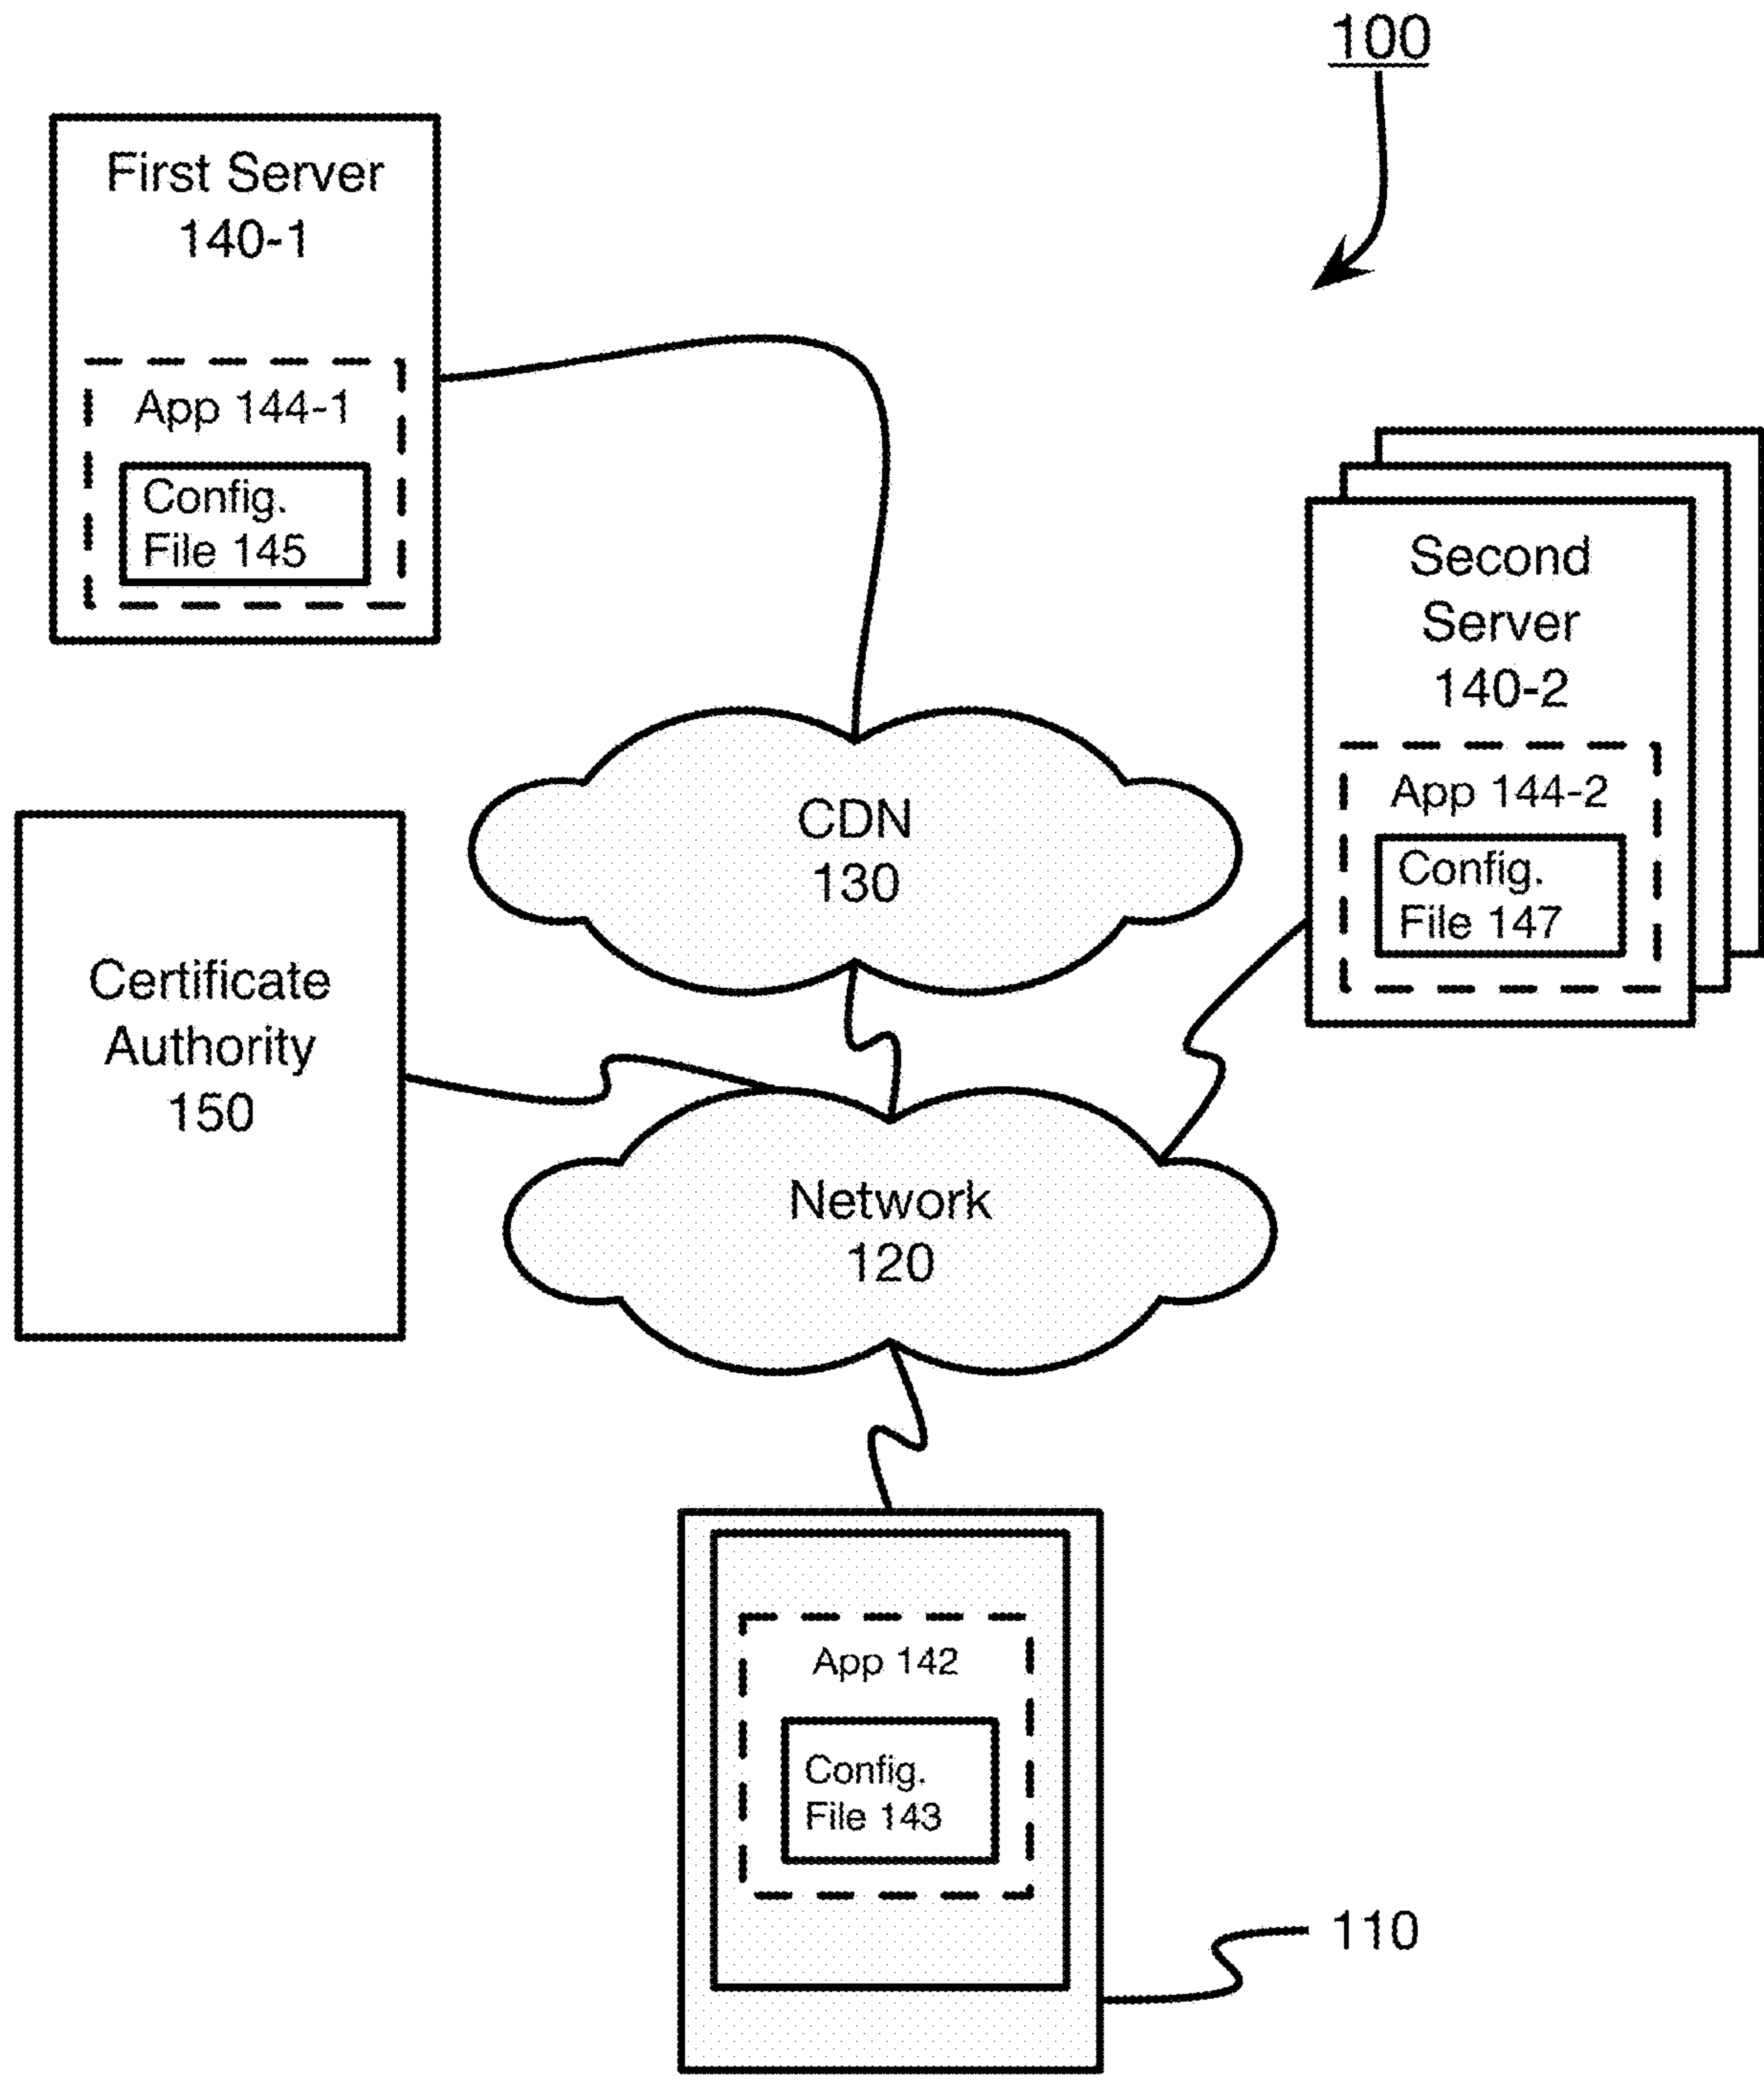 100
First Server
140-1
App 144-1
Config.
File 145
Second
Server
140-2
App 144-2
Config.
File 147
CDN
130
Certificate
Authority
150
Network
120
App 142
Config.
File 143
110